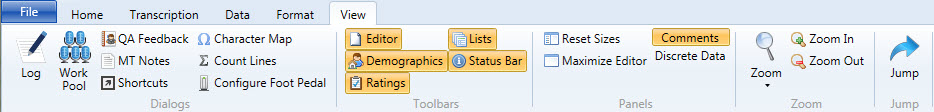 File Home Transcription Data Format View
Log
Work Pool
QA Feedback
MT Notes
Shortcuts
Character Map
Count Lines
Configure Foot Pedal
Dialogs
Editor
Demographics
Ratings
Lists
Status Bar
Toolbars
Reset Sizes
Maximize Editor
Comments
Discrete Data
Panels
Zoom
Zoom In
Zoom Out
Zoom
Jump
Jump